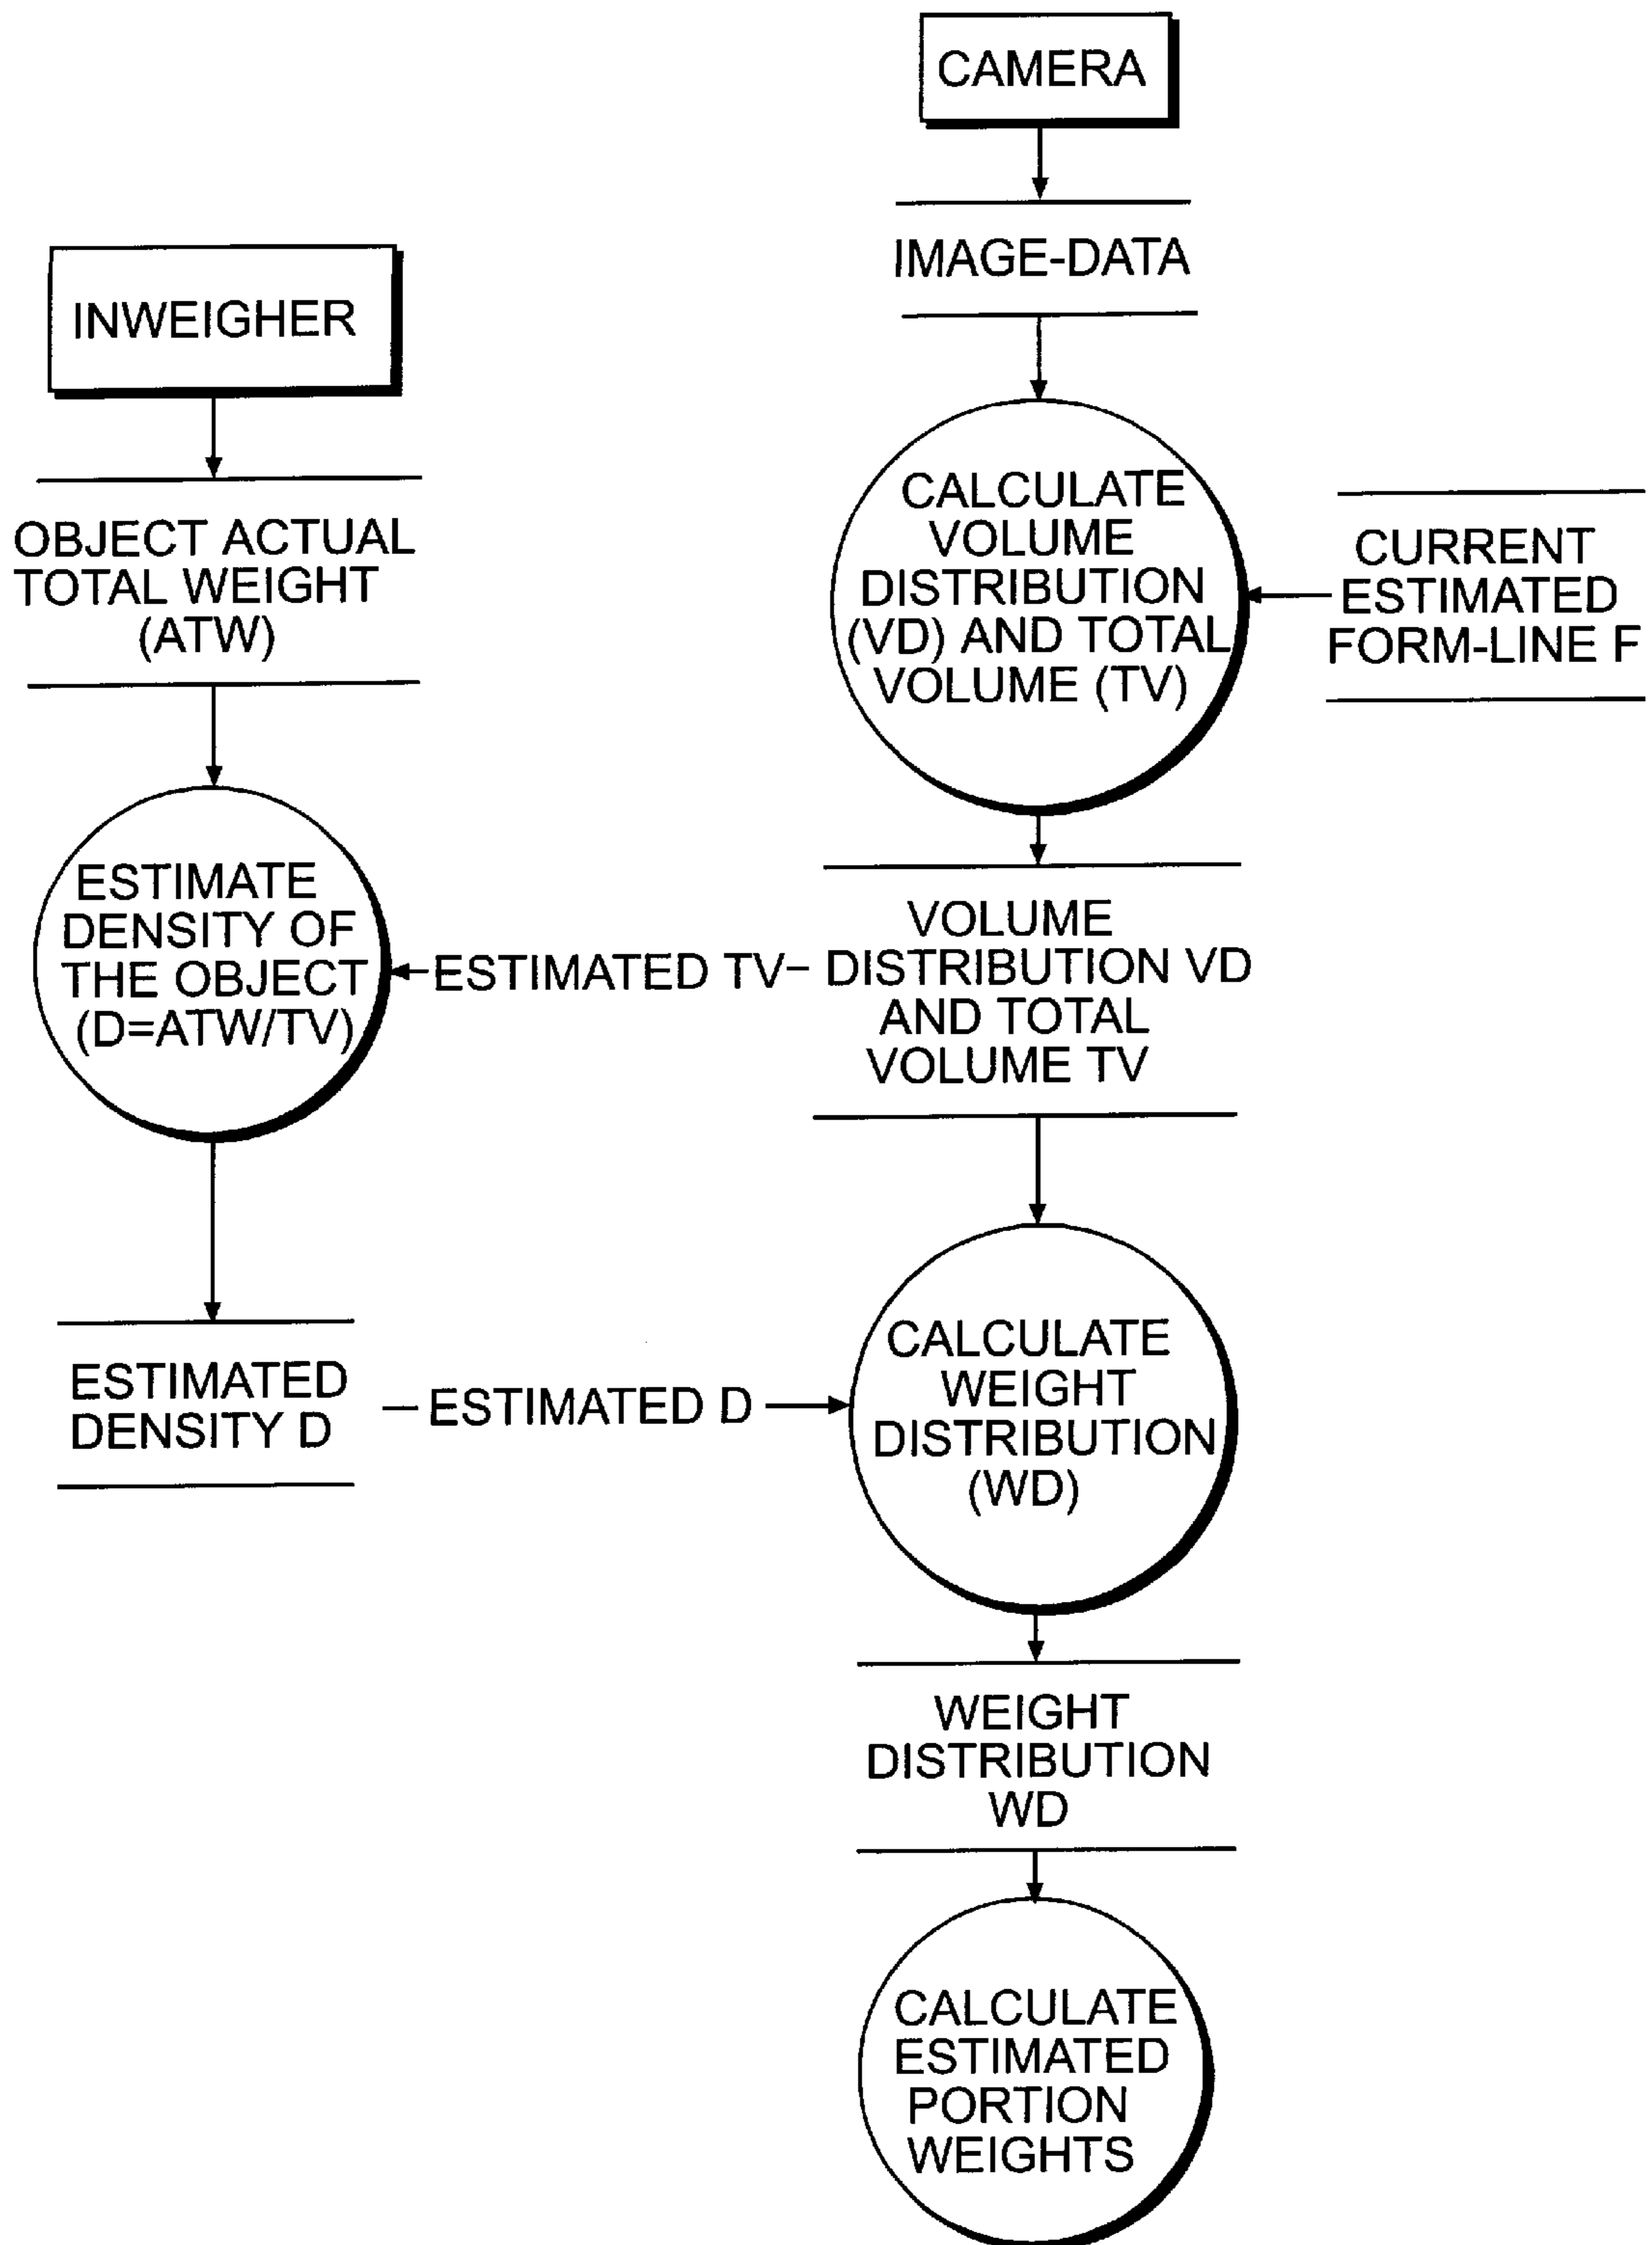 CAMERA
IMAGE-DATA
INWEIGHER
OBJECT ACTUAL
TOTAL WEIGHT
(ATW)
CALCULATE
VOLUME
DISTRIBUTION
(VD) AND TOTAL
VOLUME (TV)
CURRENT
ESTIMATED
FORM-LINE F
ESTIMATE
DENSITY OF
THE OBJECT
(D=ATW/TV)
ESTIMATED TV
VOLUME
DISTRIBUTION VD
AND TOTAL
VOLUME TV
ESTIMATED
DENSITY D
ESTIMATED D
CALCULATE
WEIGHT
DISTRIBUTION
(WD)
WEIGHT
DISTRIBUTION
WD
CALCULATE
ESTIMATED
PORTION
WEIGHTS